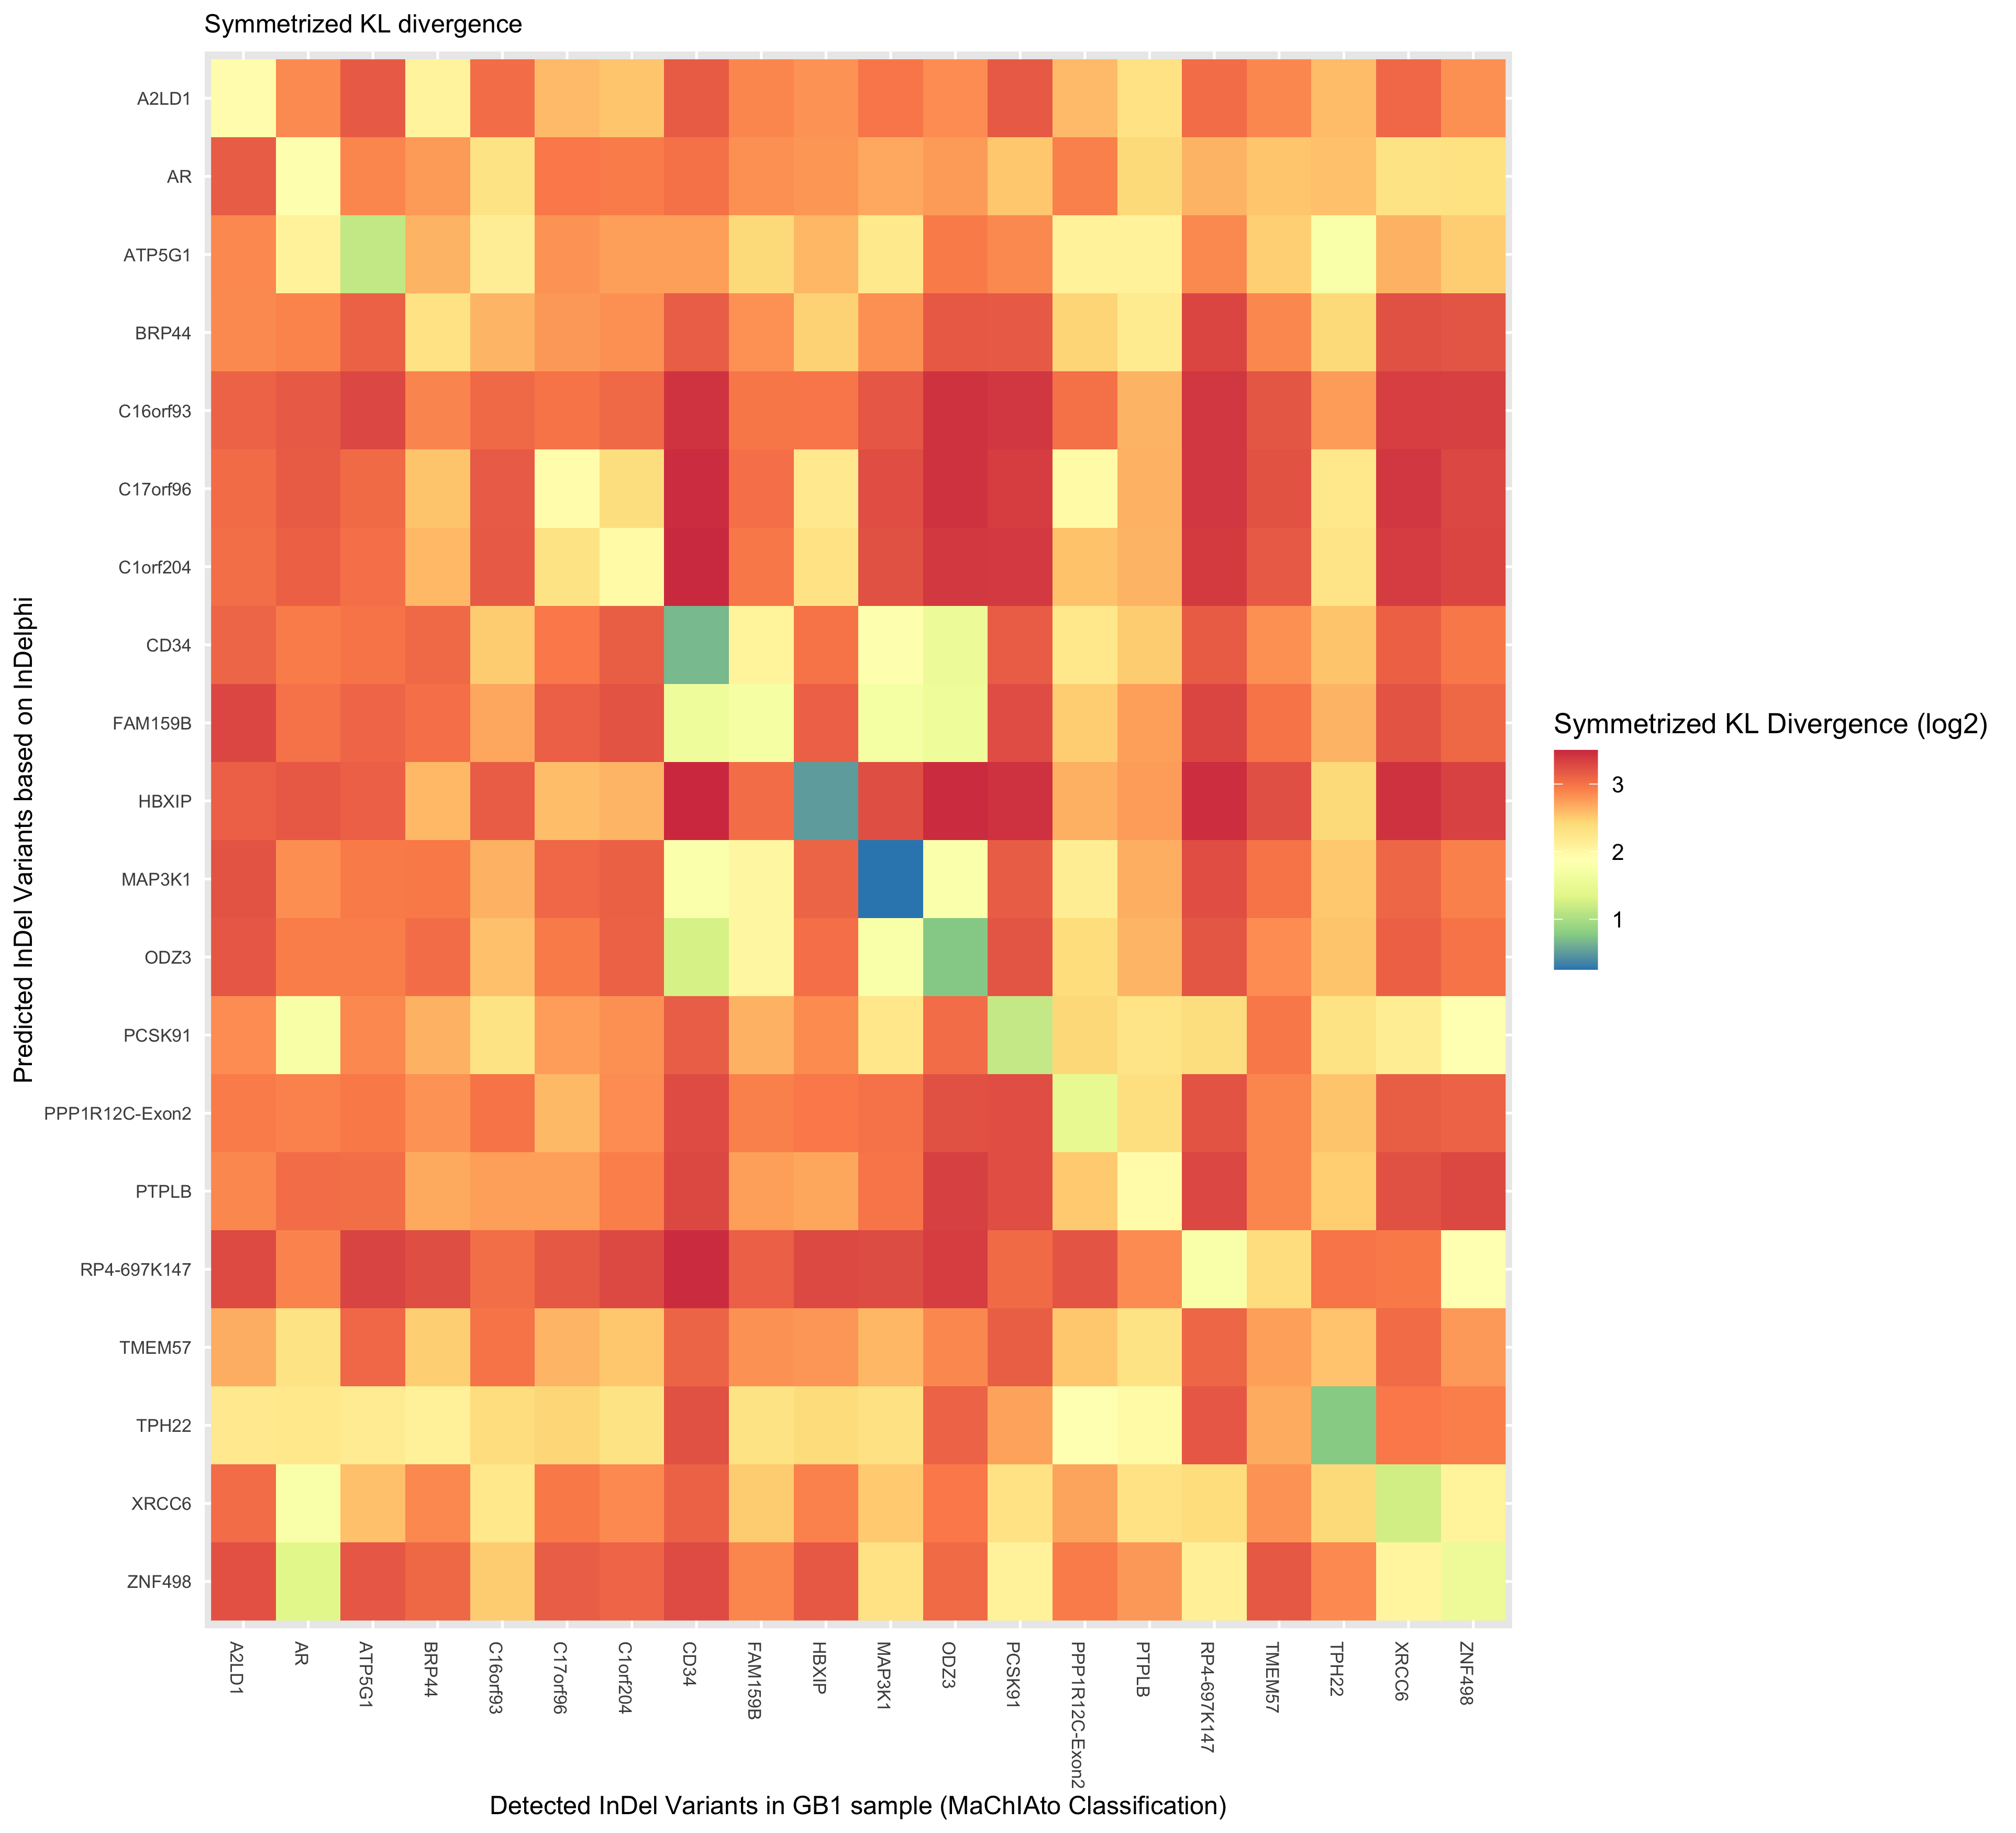 Symmetrized KL divergence
Predicted InDel Variants based on InDelphi
A2LD1
AR
ATP5G1
BRP44
C16orf93
C17orf96
C1orf204
CD34
FAM159B
HBXIP
MAP3K1
ODZ3
PCSK91
PPP1R12C-Exon2
PTPLB
RP4-697K147
TMEM57
TPH22
XRCC6
ZNF498
A2LD1
AR
ATP5G1
BRP44
C16orf93
C17orf96
C1orf204
CD34
FAM159B
HBXIP
MAP3K1
ODZ3
PCSK91
PPP1R12C-Exon2
PTPLB
RP4-697K147
TMEM57
TPH22
XRCC6
ZNF498
Detected InDel Variants in GB1 sample (MaChIAto Classification)
Symmetrized KL Divergence (log2)
3
2
1